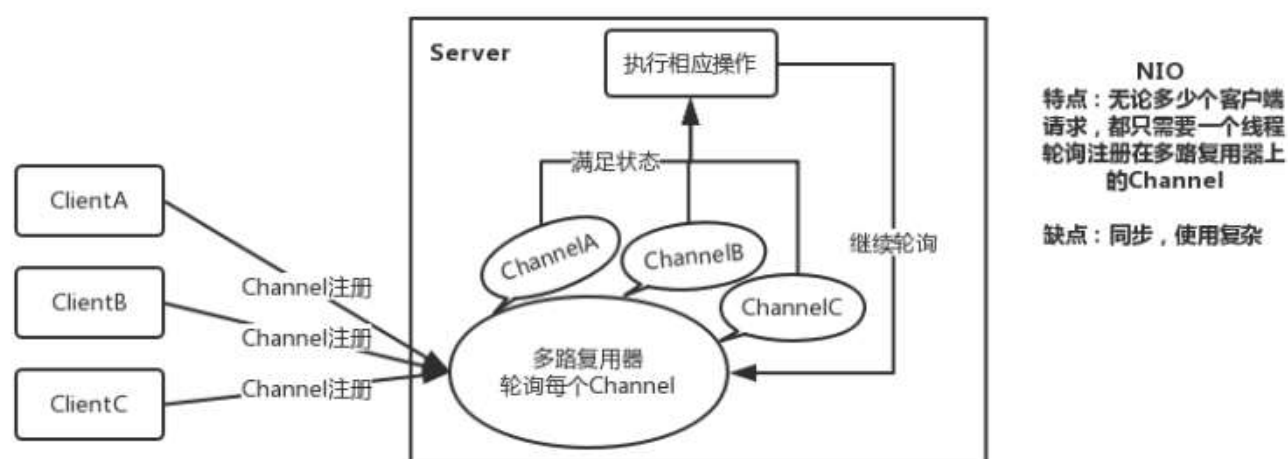 Server
执行相应操作
满足状态
ClientA
ClientB
ClientC
Channel注册
Channel注册
Channel注册
ChannelA
ChannelB
ChannelC
继续轮询
多路复用器
轮询每个Channel
NIO
特点：无论多少个客户端
请求，都只需要一个线程
轮询注册在多路复用器上
的Channel
缺点：同步，使用复杂